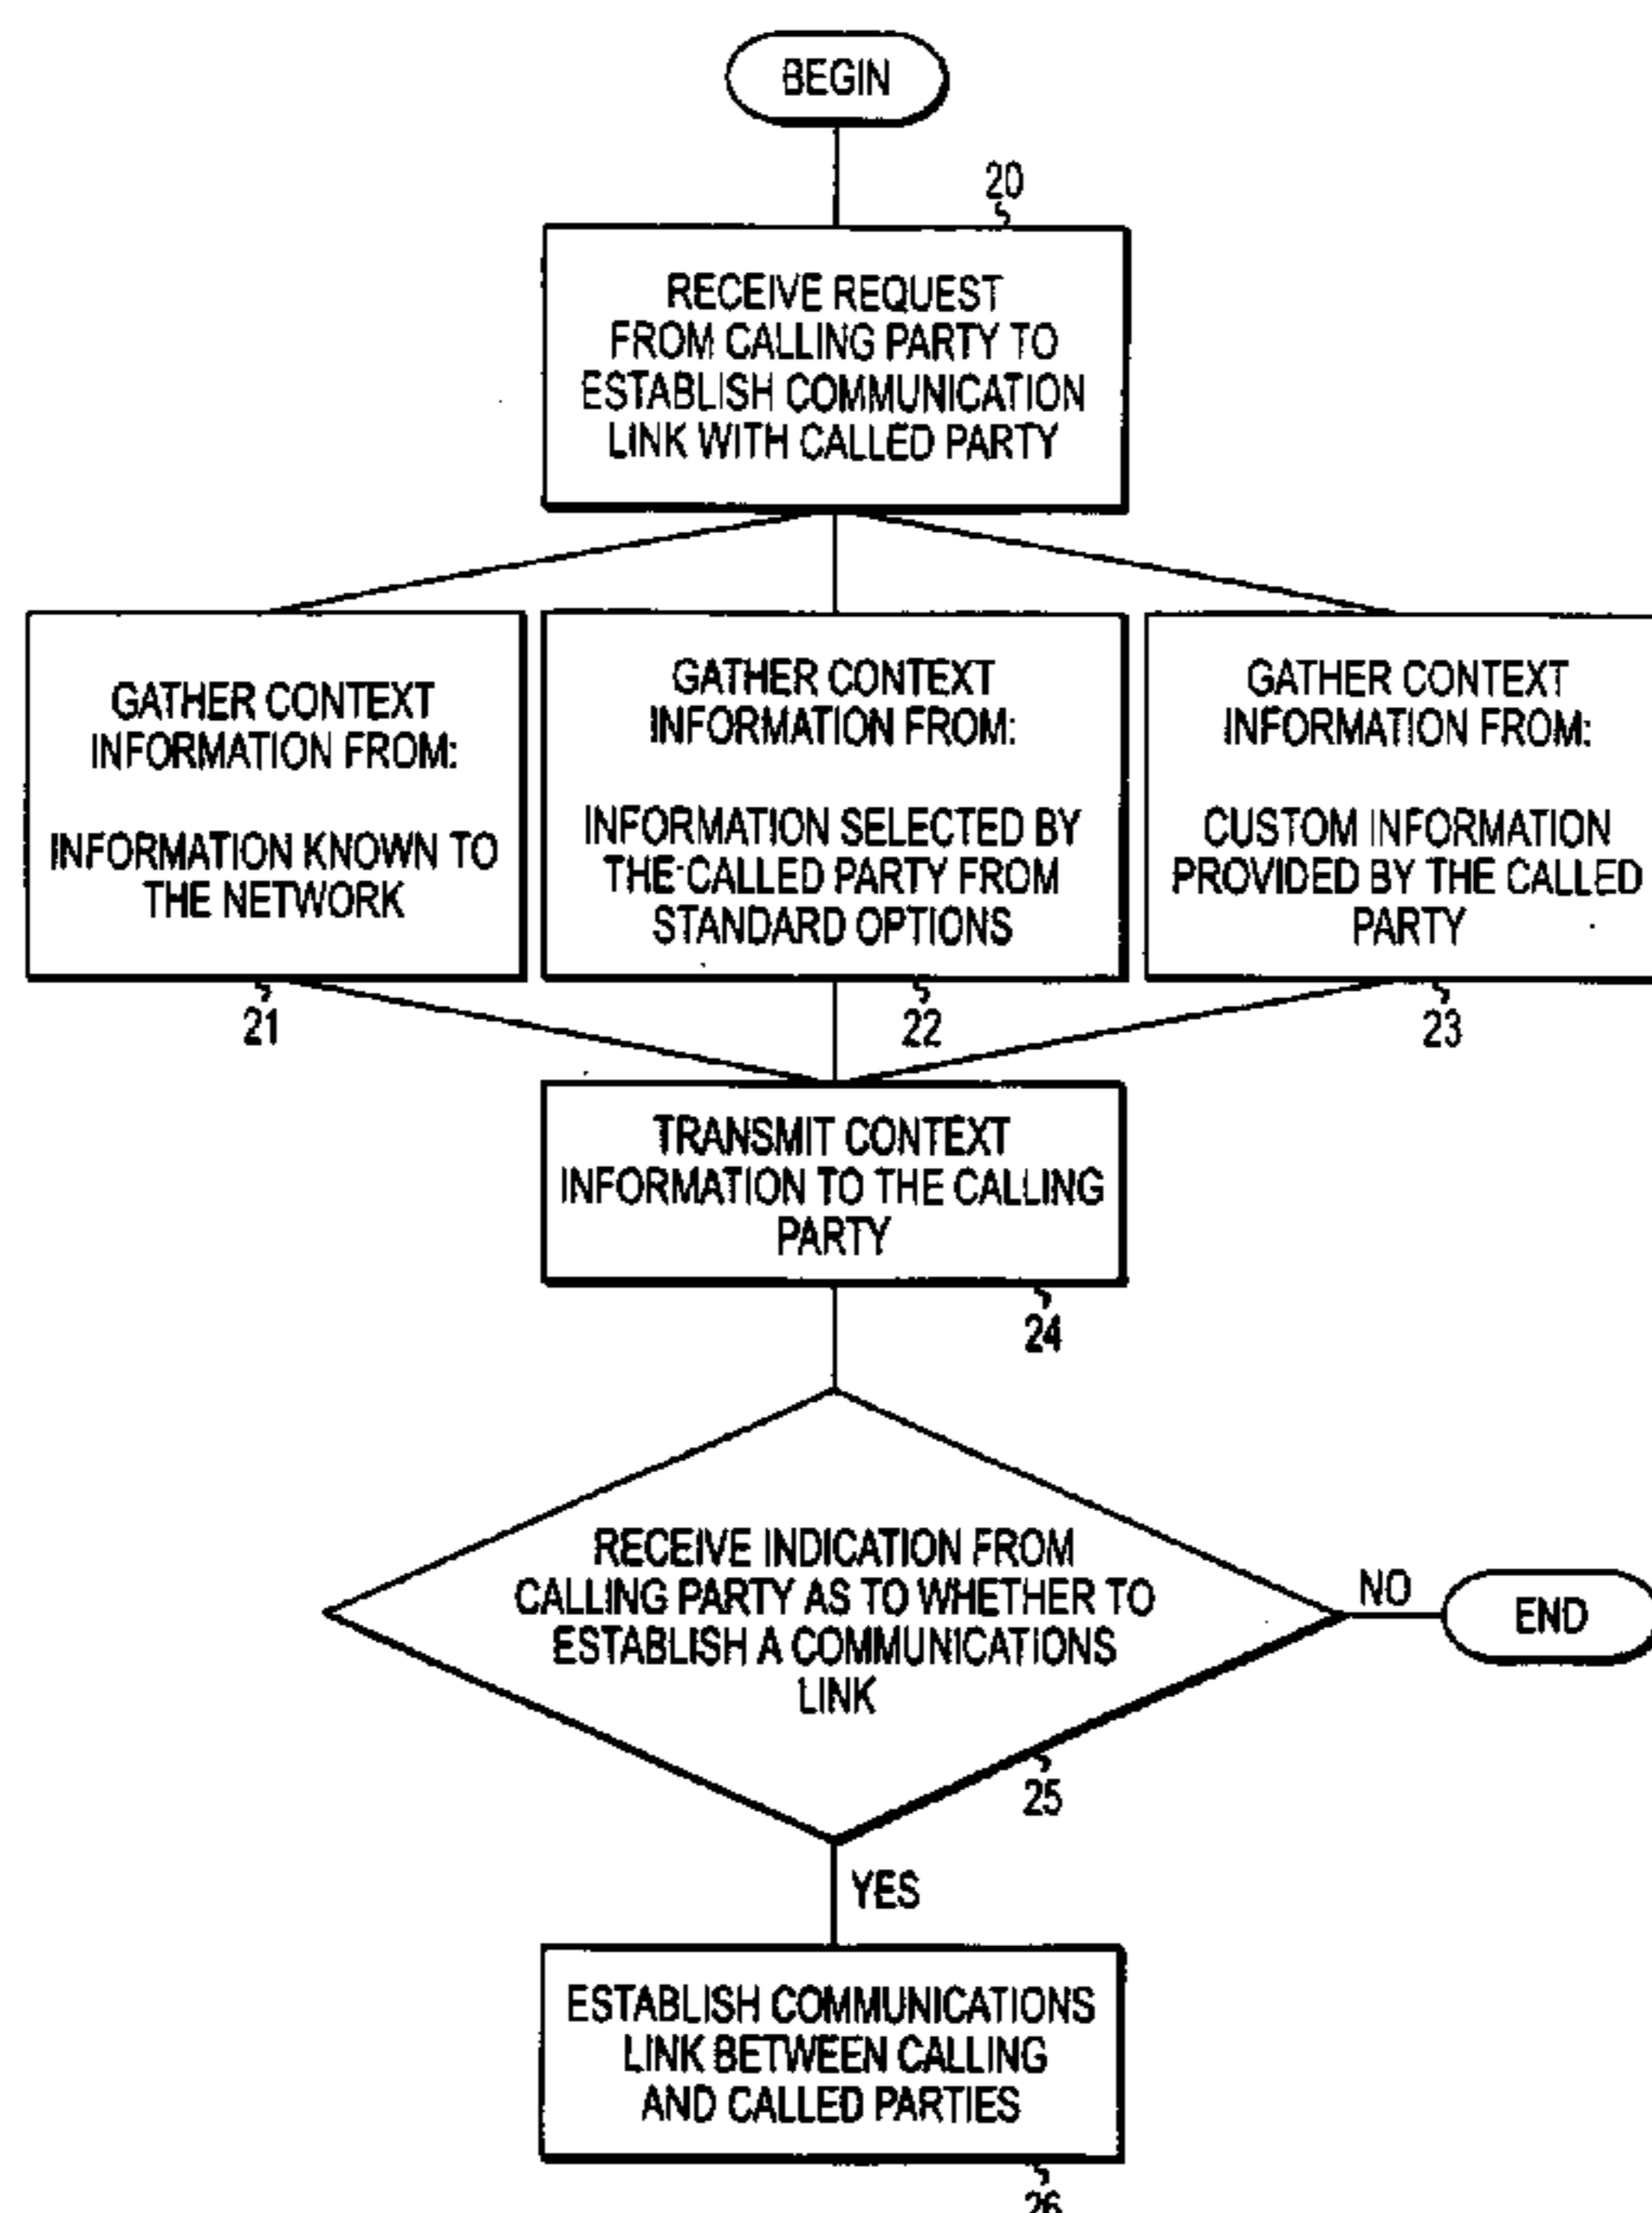 BEGIN
20
RECEIVE REQUEST
FROM CALLING PARTY TO
ESTABLISH COMMUNICATION
LINK WITH CALLED PARTY
GATHER CONTEXT
INFORMATION FROM:
INFORMATION KNOWN TO
THE NETWORK
21
GATHER CONTEXT
INFORMATION FROM:
INFORMATION SELECTED BY
THE CALLED PARTY FROM
STANDARD OPTIONS
22
GATHER CONTEXT
INFORMATION FROM:
CUSTOM INFORMATION
PROVIDED BY THE CALLED
PARTY
23
TRANSMIT CONTEXT
INFORMATION TO THE CALLING
PARTY
24
RECEIVE INDICATION FROM
CALLING PARTY AS TO WHETHER TO
ESTABLISH A COMMUNICATIONS
LINK
25
NO
END
YES
ESTABLISH COMMUNICATIONS
LINK BETWEEN CALLING
AND CALLED PARTIES
26